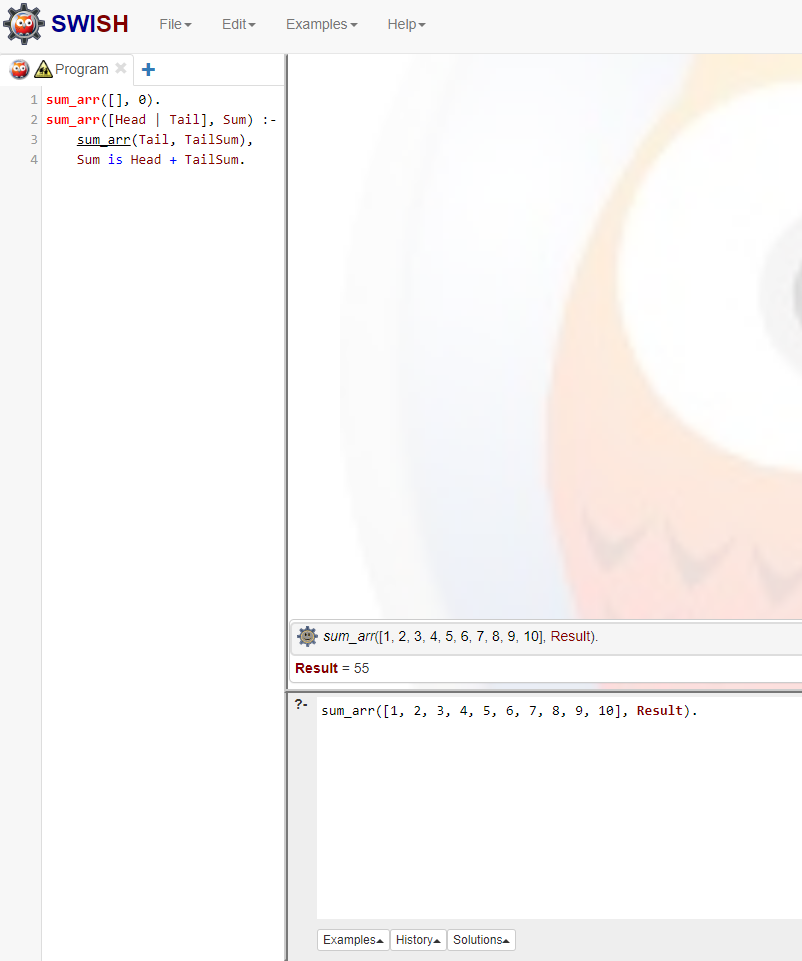 SWISH File Edit Examples Help
Program
1 sum_arr([], 0).
2 sum_arr([Head | Tail], Sum) :-
3     sum_arr(Tail, TailSum),
4     Sum is Head + TailSum.
sum_arr([1, 2, 3, 4, 5, 6, 7, 8, 9, 10], Result).
Result = 55
?- sum_arr([1, 2, 3, 4, 5, 6, 7, 8, 9, 10], Result).
Examples History Solutions